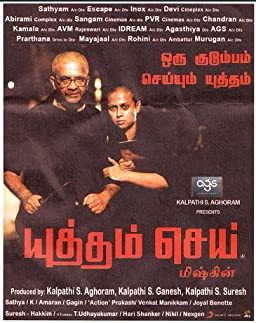 Sathyam A/c Dts Escape A/c Dts Inox A/c Dts Devi Cineplex A/c Dts
Abirami Complex A/c Dts Sangam Cinemas A/c Dts PVR Cinemas A/c Dts Chandran A/c Dts
Kamala A/c Dts AVM Rajeswari A/c Dts IDREAM A/c Dts Agasthiya Dts AGS A/c Dts
Prarthana Drive in Dts Mayajaal A/c Dts Rohini A/c Dts Ambattur Murugan A/c Dts
ஒரு குடும்பம்
செய்யும் யுத்தம்
ags
KALPATHI S. AGHORAM
PRESENTS
யுத்தம் செய்
A
மிஷ்கின்
Produced by: Kalpathi S. Aghoram, Kalpathi S. Ganesh, Kalpathi S. Suresh
Sathya / K / Amaran / Gagin / 'Action' Prakash/ Venkat Manikkam / Joyal Benette
Suresh - Hakkim / T.Udhayakumar / Hari Shanker / Nikil / Nexgen